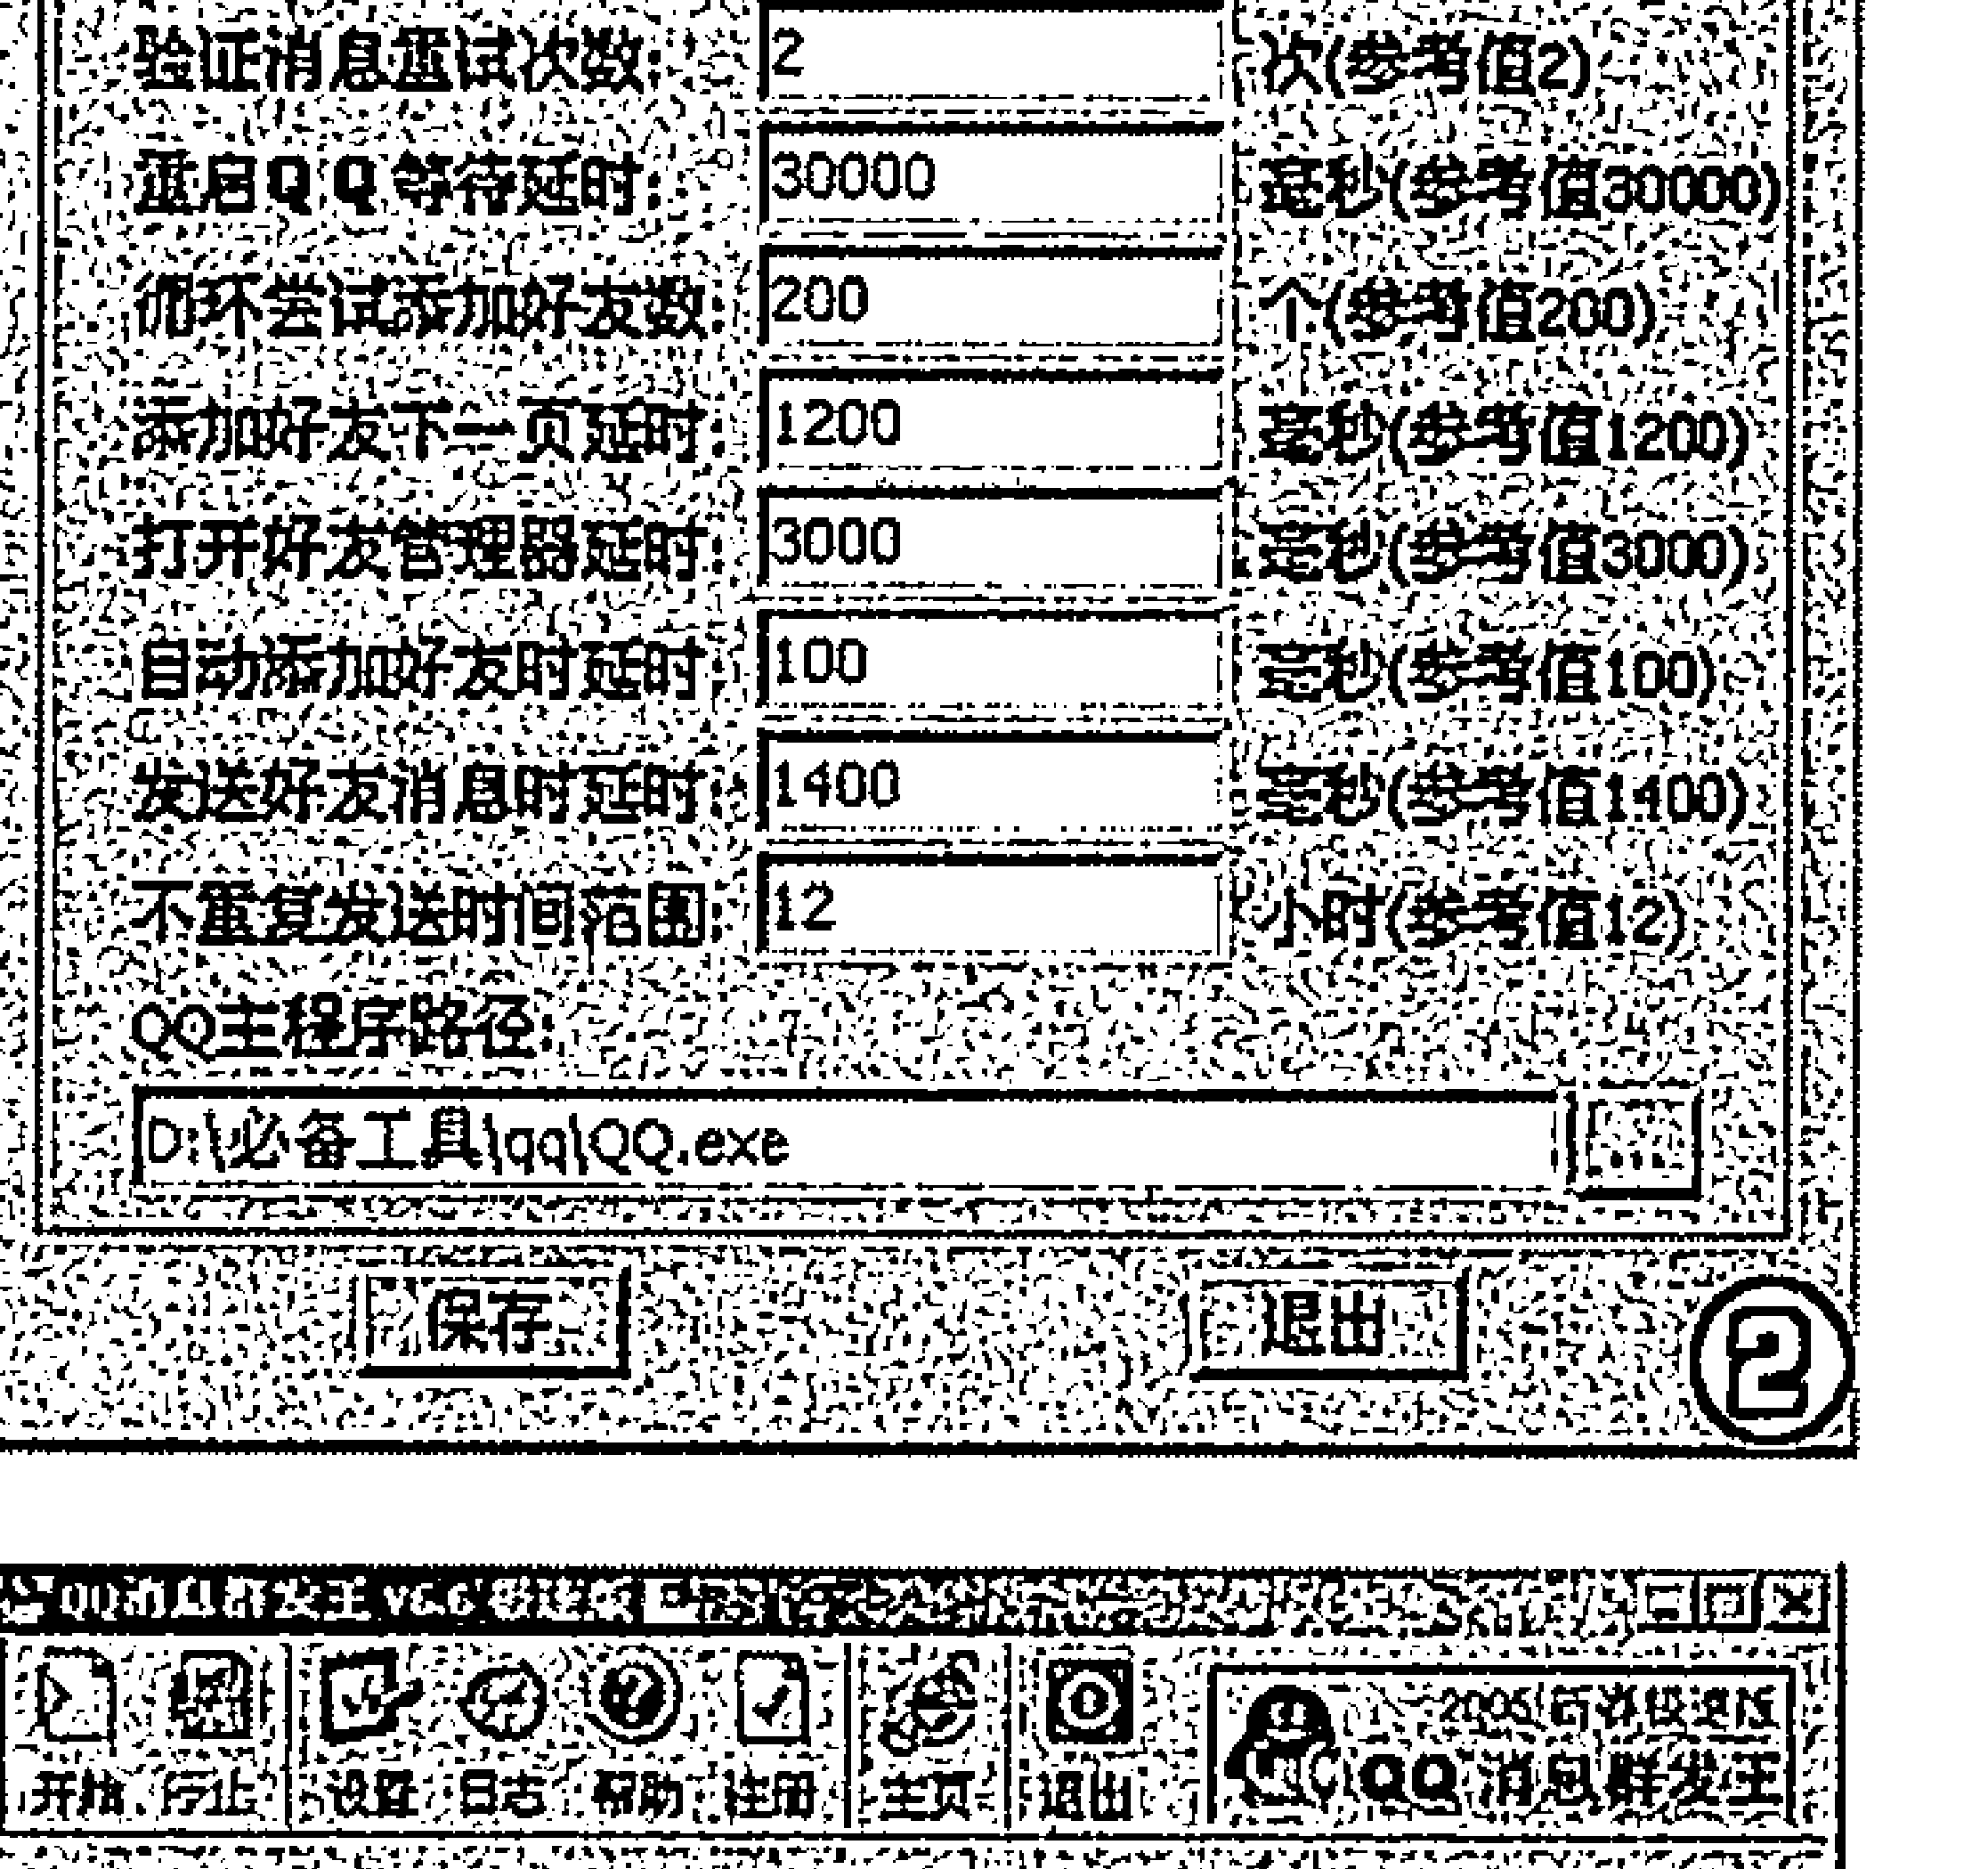 验证消息重试次数: 2 次(参考值2)
重启QQ等待延时: 30000 毫秒(参考值30000)
循环尝试添加好友数: 200 个(参考值200)
添加好友下一页延时: 1200 毫秒(参考值1200)
打开好友管理器延时: 3000 毫秒(参考值3000)
自动添加好友时延时: 100 毫秒(参考值100)
发送好友消息时延时: 1400 毫秒(参考值1400)
不重复发送时间范围: 12 小时(参考值12)
QQ主程序路径:
D:\必备工具\qq\QQ.exe ...
保存 退出
2
QQ消息群发王
2005
开始 停止 设置 日志 帮助 注册 主页 退出 QQ 消息群发王